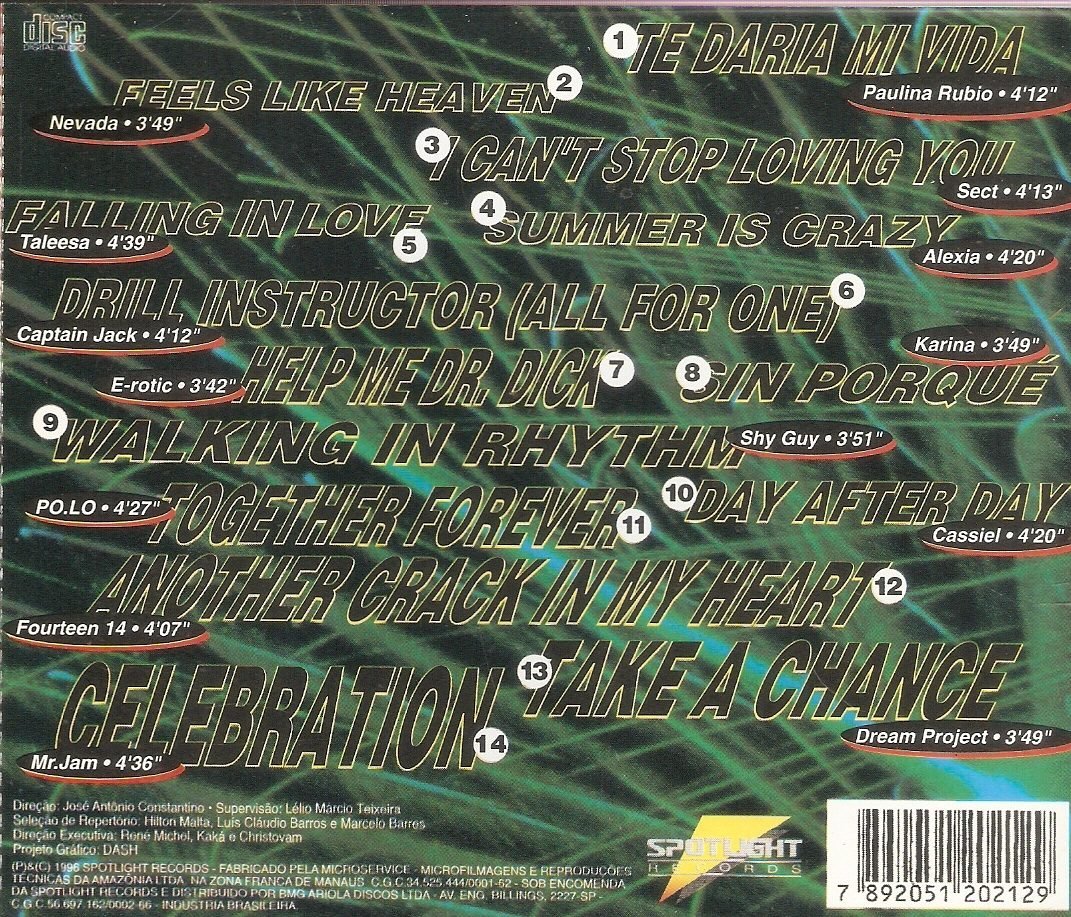 COMPACT
disc
DIGITAL AUDIO
1 TE DARIA MI VIDA
Paulina Rubio • 4'12"
FEELS LIKE HEAVEN 2
Nevada • 3'49"
3 I CAN'T STOP LOVING YOU
Sect • 4'13"
4 SUMMER IS CRAZY
Alexia • 4'20"
FALLING IN LOVE 5
Taleesa • 4'39"
DRILL INSTRUCTOR (ALL FOR ONE) 6
Captain Jack • 4'12"
HELP ME DR. DICK 7
E-rotic • 3'42"
8 SIN PORQUÉ
Karina • 3'49"
9 WALKING IN RHYTHM
Shy Guy • 3'51"
10 DAY AFTER DAY
Cassiel • 4'20"
TOGETHER FOREVER 11
PO.LO • 4'27"
ANOTHER CRACK IN MY HEART 12
Fourteen 14 • 4'07"
13 TAKE A CHANCE
Dream Project • 3'49"
CELEBRATION 14
Mr.Jam • 4'36"
Direção: José Antônio Constantino • Supervisão: Lélio Márcio Teixeira
Seleção de Repertório: Hilton Malta, Luís Cláudio Barros e Marcelo Barres
Direção Executiva: René Michel, Kaká e Christovam
Projeto Gráfico: DASH
(P)&(C) 1996 SPOTLIGHT RECORDS - FABRICADO PELA MICROSERVICE - MICROFILMAGENS E REPRODUÇÕES
TÉCNICAS DA AMAZÔNIA LTDA NA ZONA FRANCA DE MANAUS C.G.C.34.525.444/0001-52 - SOB ENCOMENDA
DA SPOTLIGHT RECORDS E DISTRIBUIDO POR BMG ARIOLA DISCOS LTDA - AV. ENG. BILLINGS, 2227-SP -
C.G.C.56.697.162/0002-66 - INDÚSTRIA BRASILEIRA.
SPOTLIGHT
RECORDS
7 892051 202129